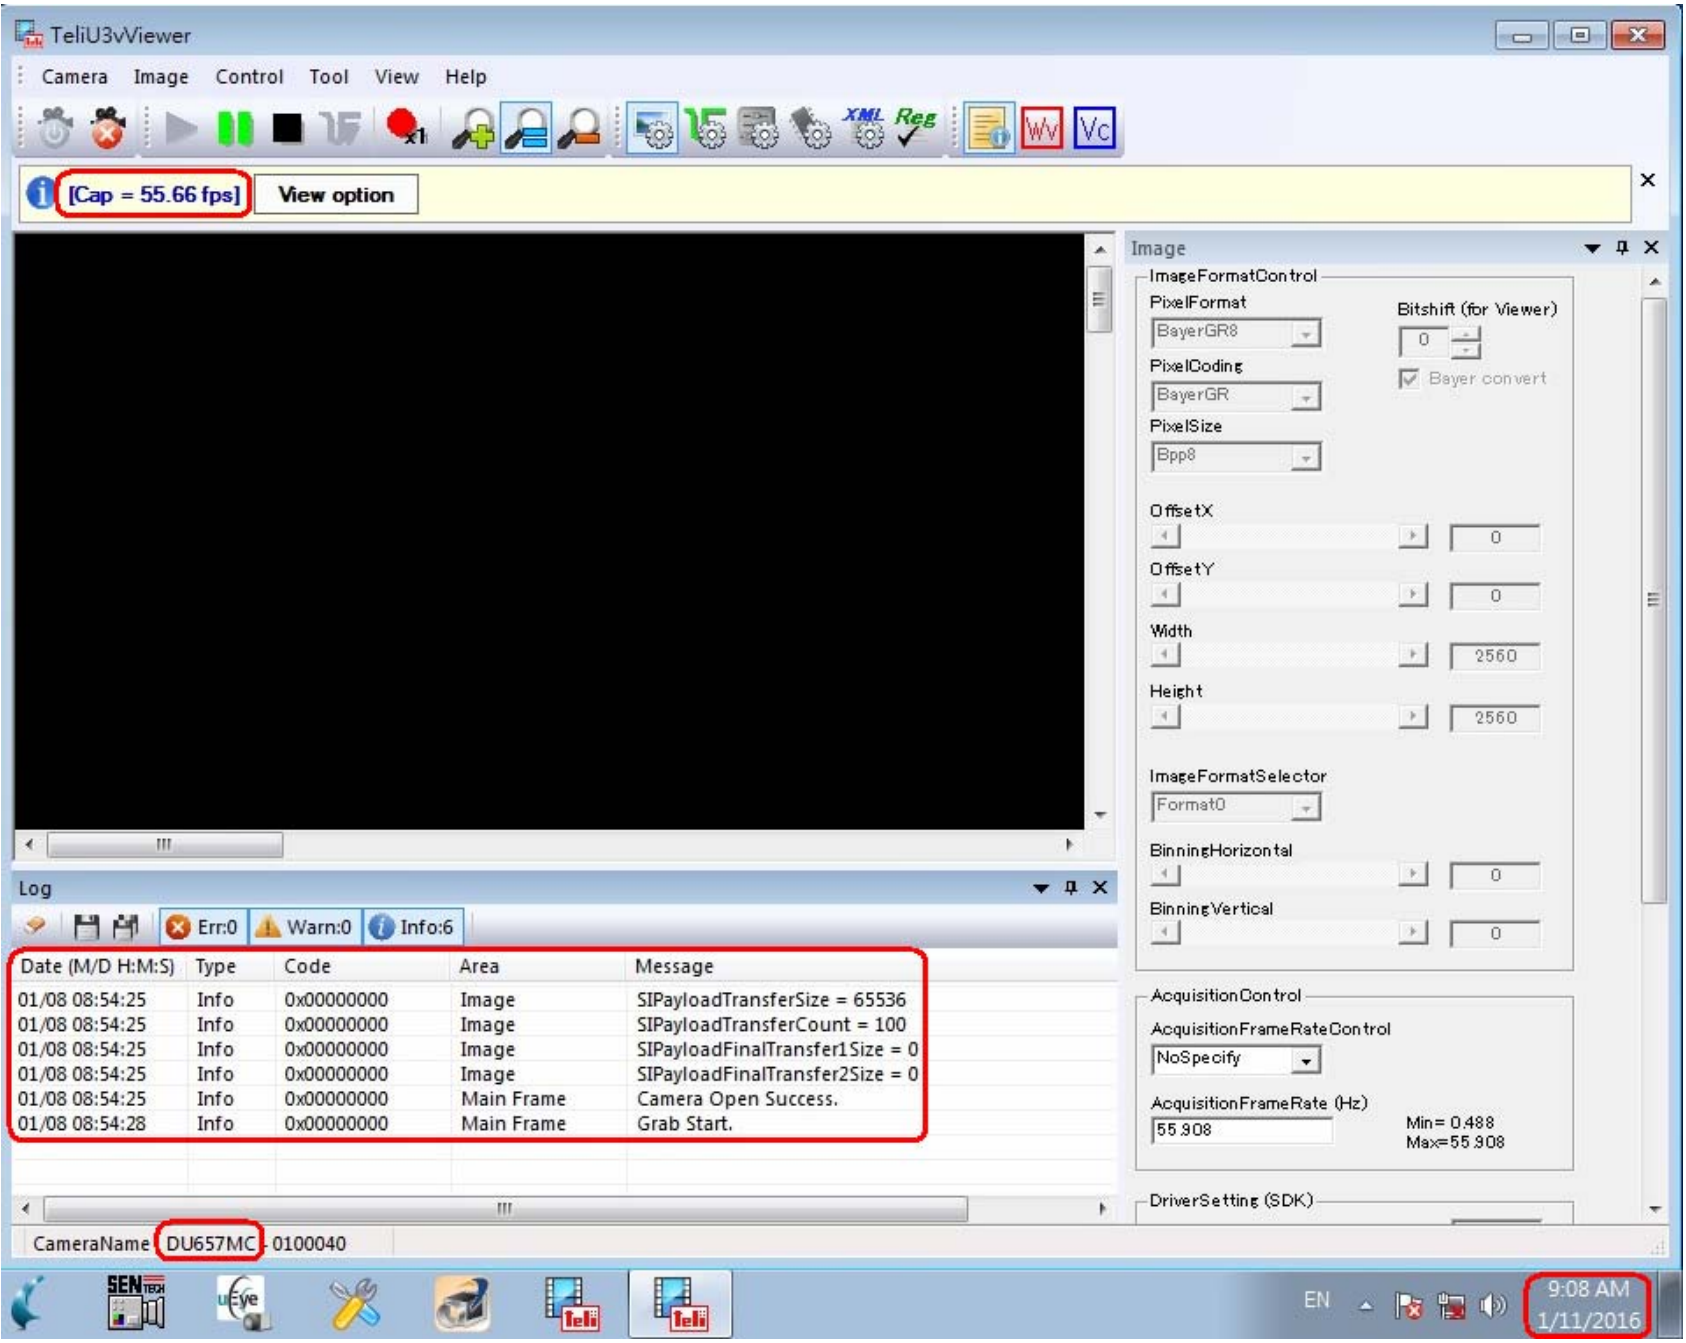 TeliU3vViewer
Camera Image Control Tool View Help
x1 XML Reg Wv Vc
[Cap = 55.66 fps] View option
Image
ImageFormatControl
PixelFormat
Bitshift (for Viewer)
BayerGR8
0
PixelCoding
Bayer convert
BayerGR
PixelSize
Bpp8
OffsetX
0
OffsetY
0
Width
2560
Height
2560
ImageFormatSelector
Format0
BinningHorizontal
0
BinningVertical
0
AcquisitionControl
AcquisitionFrameRateControl
NoSpecify
AcquisitionFrameRate (Hz)
55.908
Min= 0.488
Max=55.908
DriverSetting (SDK)
Log
Err:0 Warn:0 Info:6
Date (M/D H:M:S) Type Code Area Message
01/08 08:54:25 Info 0x00000000 Image SIPayloadTransferSize = 65536
01/08 08:54:25 Info 0x00000000 Image SIPayloadTransferCount = 100
01/08 08:54:25 Info 0x00000000 Image SIPayloadFinalTransfer1Size = 0
01/08 08:54:25 Info 0x00000000 Image SIPayloadFinalTransfer2Size = 0
01/08 08:54:25 Info 0x00000000 Main Frame Camera Open Success.
01/08 08:54:28 Info 0x00000000 Main Frame Grab Start.
CameraName DU657MC - 0100040
SENTECH
uEye
Teli
Teli
EN
9:08 AM
1/11/2016